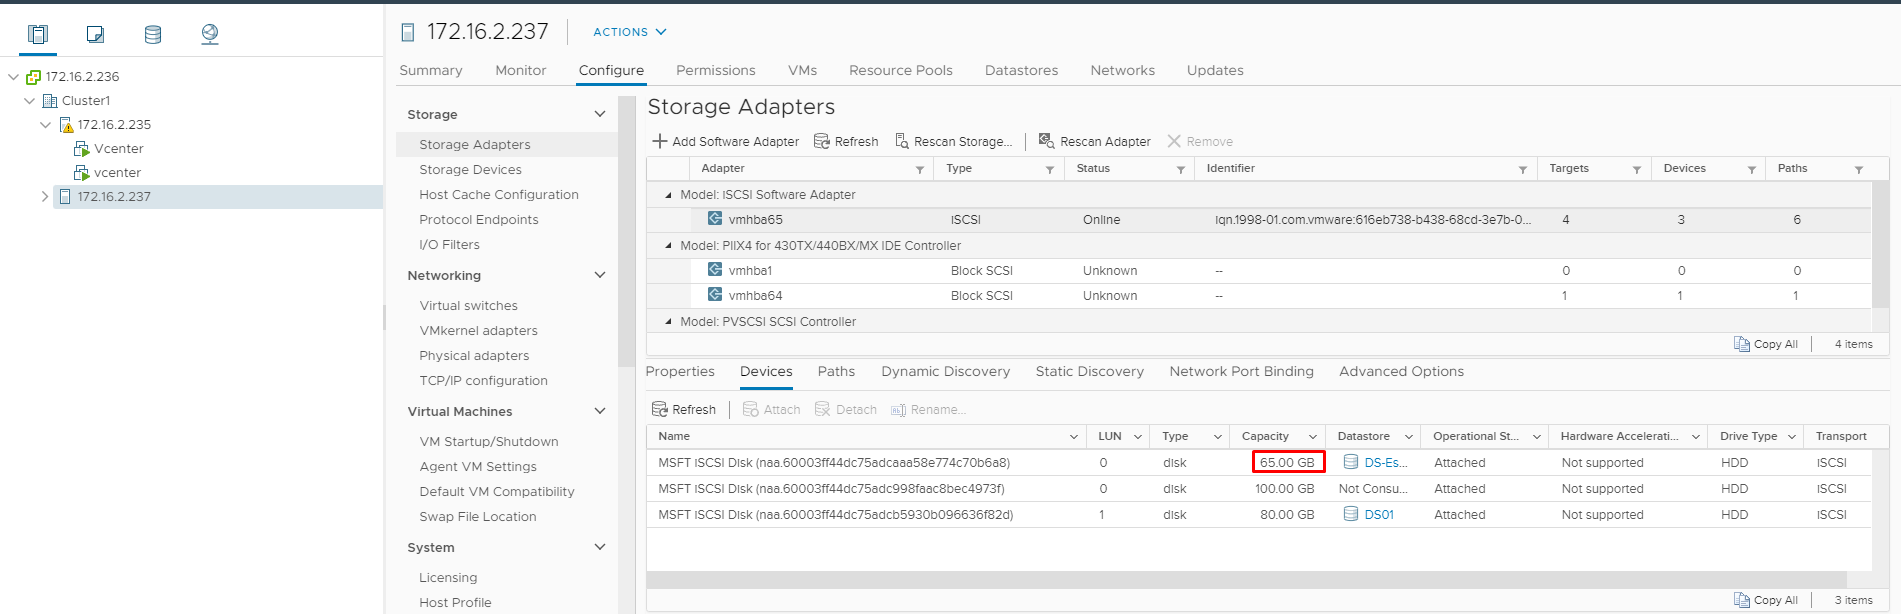 172.16.2.237
ACTIONS
Summary Monitor Configure Permissions VMs Resource Pools Datastores Networks Updates
172.16.2.236
Cluster1
172.16.2.235
Vcenter
vcenter
172.16.2.237
Storage
Storage Adapters
Storage Devices
Host Cache Configuration
Protocol Endpoints
I/O Filters
Networking
Virtual switches
VMkernel adapters
Physical adapters
TCP/IP configuration
Virtual Machines
VM Startup/Shutdown
Agent VM Settings
Default VM Compatibility
Swap File Location
System
Licensing
Host Profile
Storage Adapters
Add Software Adapter Refresh Rescan Storage... Rescan Adapter Remove
Adapter Type Status Identifier Targets Devices Paths
Model: iSCSI Software Adapter
vmhba65 iSCSI Online iqn.1998-01.com.vmware:616eb738-b438-68cd-3e7b-0... 4 3 6
Model: PIIX4 for 430TX/440BX/MX IDE Controller
vmhba1 Block SCSI Unknown -- 0 0 0
vmhba64 Block SCSI Unknown -- 1 1 1
Model: PVSCSI SCSI Controller
Copy All 4 items
Properties Devices Paths Dynamic Discovery Static Discovery Network Port Binding Advanced Options
Refresh Attach Detach Rename...
Name LUN Type Capacity Datastore Operational St... Hardware Accelerati... Drive Type Transport
MSFT iSCSI Disk (naa.60003ff44dc75adcaaa58e774c70b6a8) 0 disk 65.00 GB DS-Es... Attached Not supported HDD iSCSI
MSFT iSCSI Disk (naa.60003ff44dc75adc998faac8bec4973f) 0 disk 100.00 GB Not Consu... Attached Not supported HDD iSCSI
MSFT iSCSI Disk (naa.60003ff44dc75adcb5930b096636f82d) 1 disk 80.00 GB DS01 Attached Not supported HDD iSCSI
Copy All 3 items